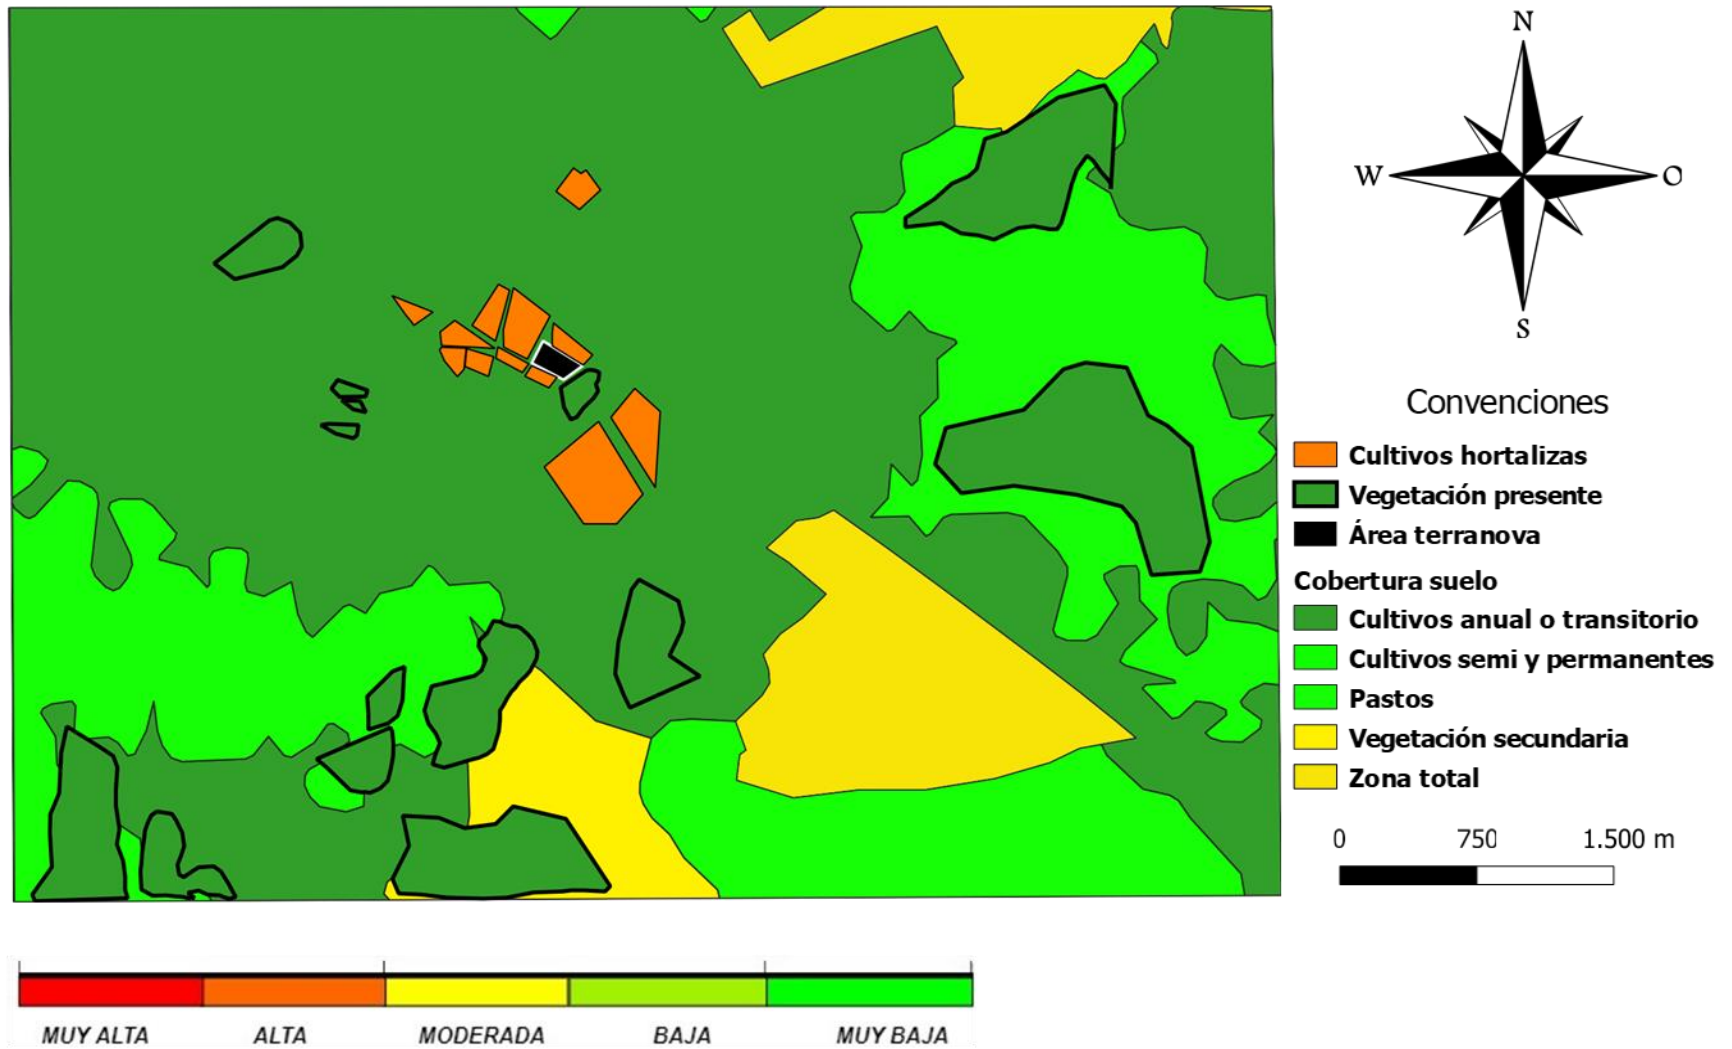 N
W O
S
Convenciones
Cultivos hortalizas
Vegetación presente
Área terranova
Cobertura suelo
Cultivos anual o transitorio
Cultivos semi y permanentes
Pastos
Vegetación secundaria
Zona total
0 750 1.500 m
MUY ALTA ALTA MODERADA BAJA MUY BAJA